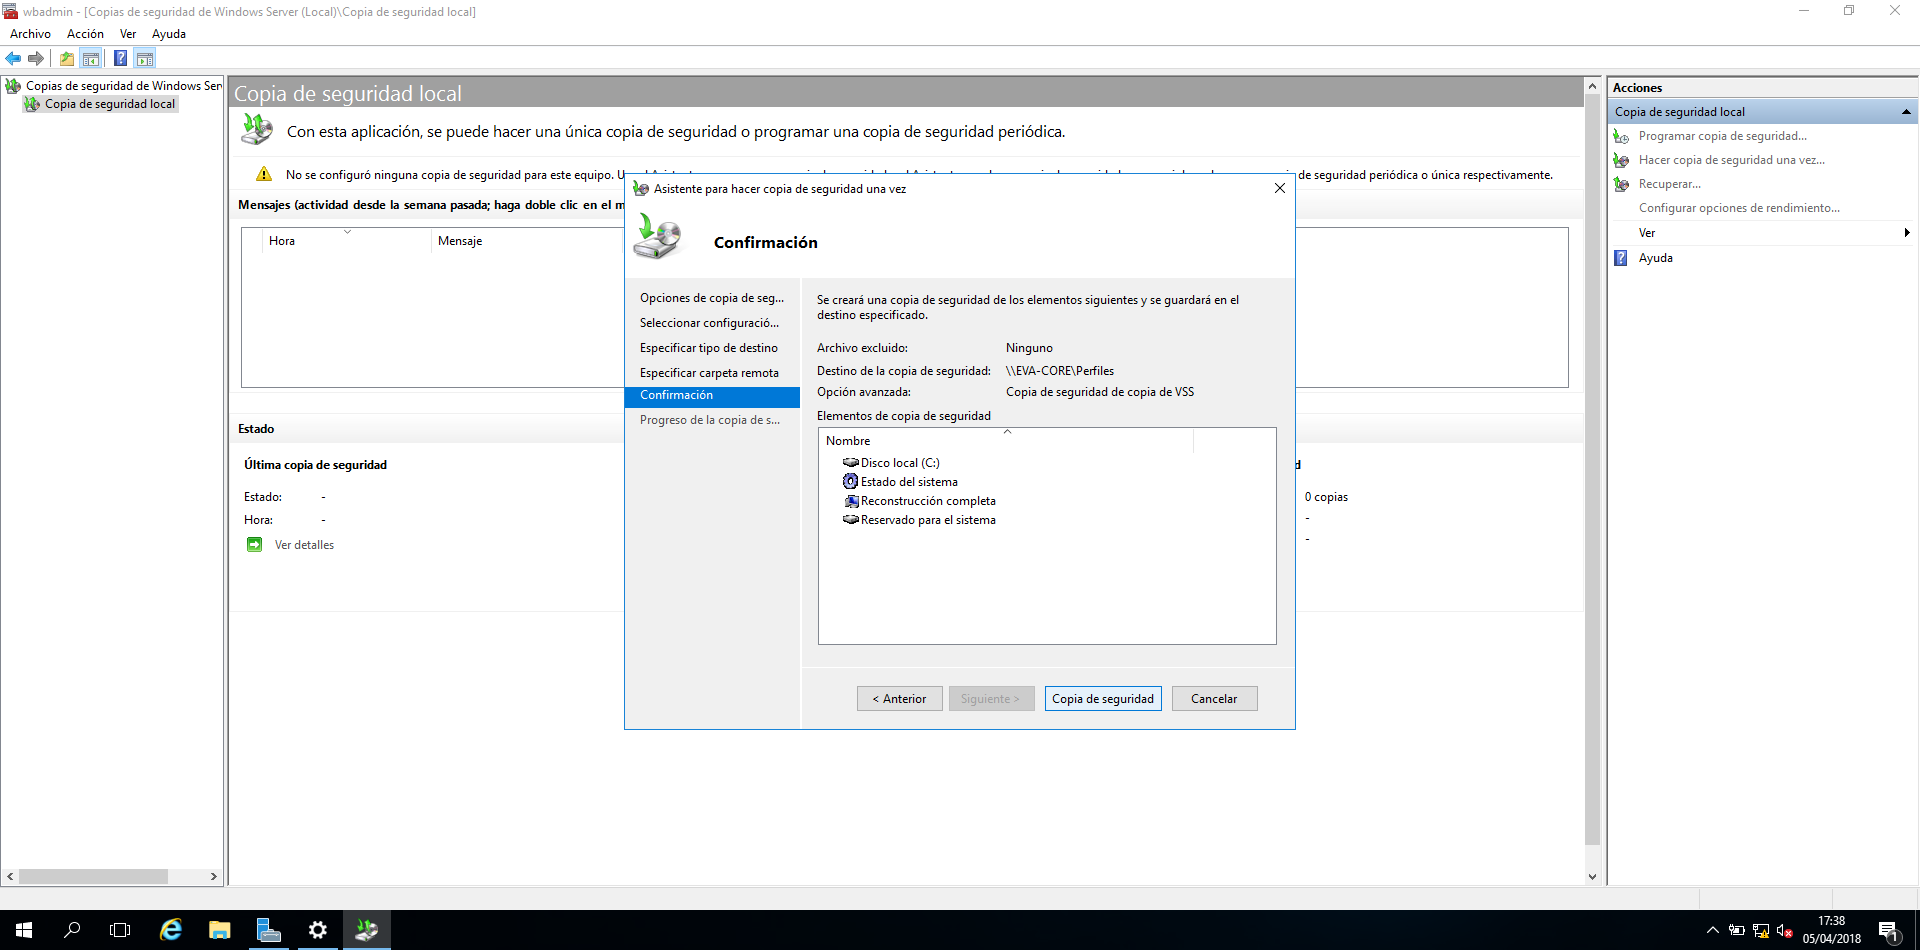 wbadmin - [Copias de seguridad de Windows Server (Local)\Copia de seguridad local]
Archivo Acción Ver Ayuda
Copias de seguridad de Windows Ser
Copia de seguridad local
Copia de seguridad local
Con esta aplicación, se puede hacer una única copia de seguridad o programar una copia de seguridad periódica.
No se configuró ninguna copia de seguridad para este equipo. de seguridad periódica o única respectivamente.
Mensajes (actividad desde la semana pasada; haga doble clic en el m
Hora Mensaje
Estado
Última copia de seguridad
Estado: -
Hora: -
Ver detalles
d
0 copias
-
-
Asistente para hacer copia de seguridad una vez
Confirmación
Opciones de copia de seg...
Seleccionar configuració...
Especificar tipo de destino
Especificar carpeta remota
Confirmación
Progreso de la copia de s...
Se creará una copia de seguridad de los elementos siguientes y se guardará en el
destino especificado.
Archivo excluido: Ninguno
Destino de la copia de seguridad: \\EVA-CORE\Perfiles
Opción avanzada: Copia de seguridad de copia de VSS
Elementos de copia de seguridad
Nombre
Disco local (C:)
Estado del sistema
Reconstrucción completa
Reservado para el sistema
< Anterior Siguiente > Copia de seguridad Cancelar
Acciones
Copia de seguridad local
Programar copia de seguridad...
Hacer copia de seguridad una vez...
Recuperar...
Configurar opciones de rendimiento...
Ver
Ayuda
17:38
05/04/2018
1